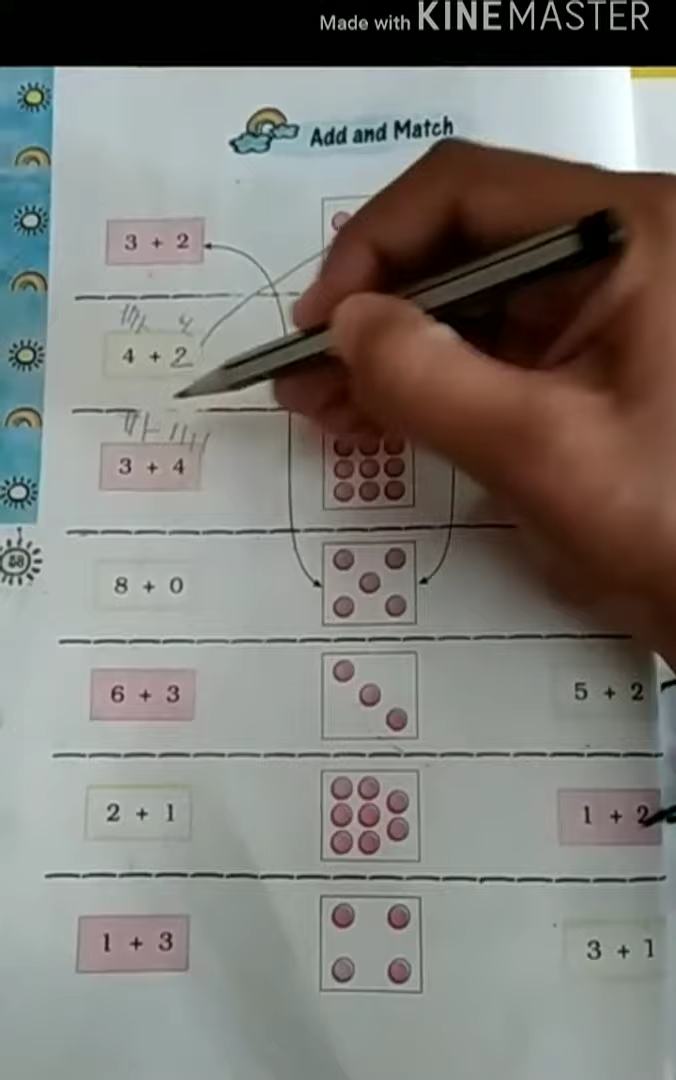 Made with KINEMASTER
Add and Match
3 + 2
4 + 2
3 + 4
8 + 0
6 + 3
5 + 2
2 + 1
1 + 2
1 + 3
3 + 1